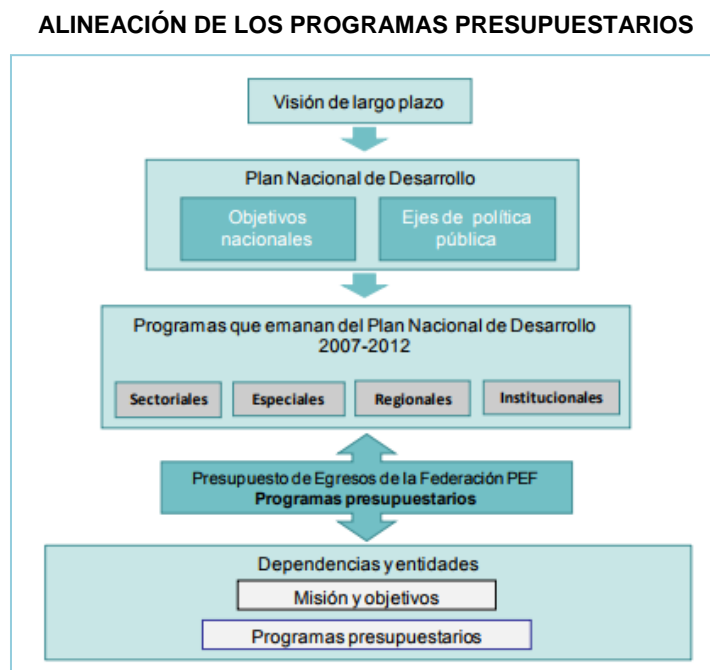 ALINEACIÓN DE LOS PROGRAMAS PRESUPUESTARIOS
Visión de largo plazo
Plan Nacional de Desarrollo
Objetivos
nacionales
Ejes de política
pública
Programas que emanan del Plan Nacional de Desarrollo
2007-2012
Sectoriales
Especiales
Regionales
Institucionales
Presupuesto de Egresos de la Federación PEF
Programas presupuestarios
Dependencias y entidades
Misión y objetivos
Programas presupuestarios